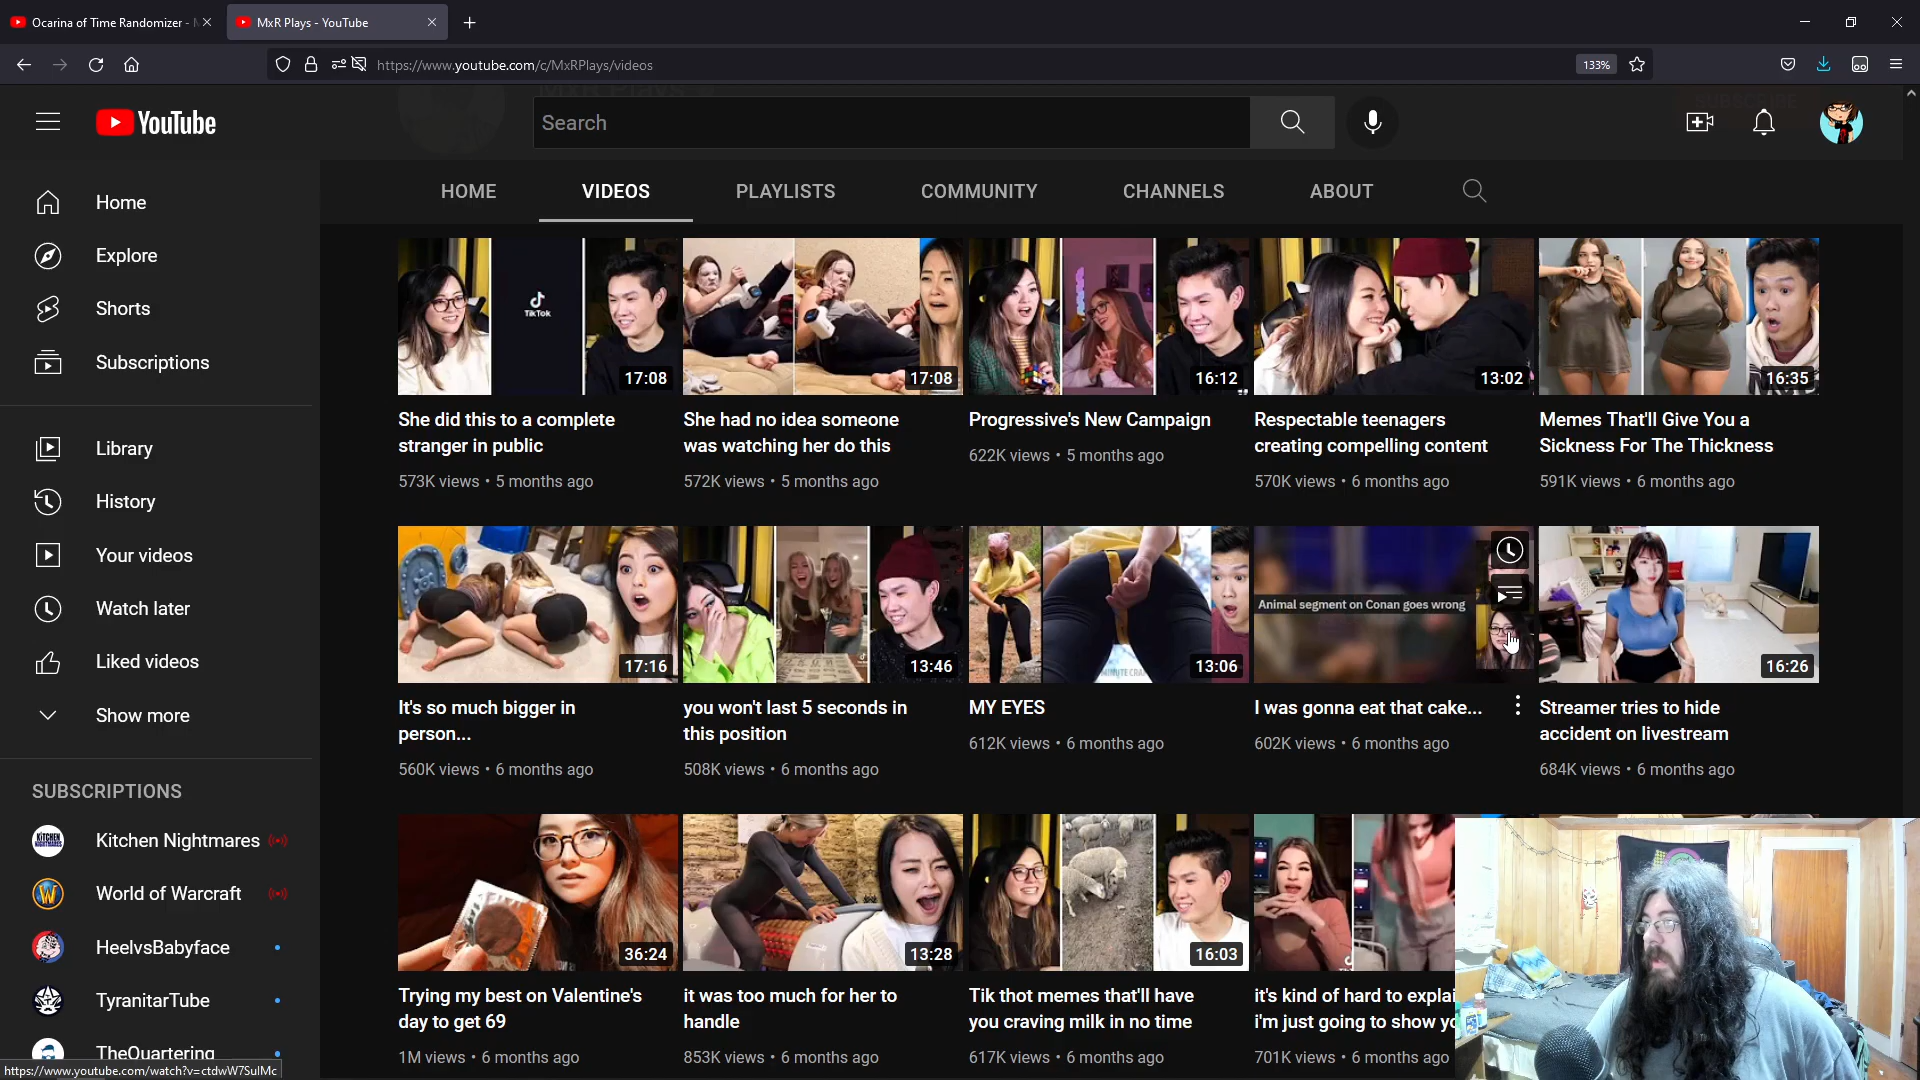 Ocarina of Time Randomizer -
MxR Plays - YouTube
https://www.youtube.com/c/MxRPlays/videos
133%
YouTube
Search
HOME
VIDEOS
PLAYLISTS
COMMUNITY
CHANNELS
ABOUT
Home
Explore
Shorts
Subscriptions
Library
History
Your videos
Watch later
Liked videos
Show more
SUBSCRIPTIONS
Kitchen Nightmares
World of Warcraft
HeelvsBabyface
TyranitarTube
TheQuartering
TikTok
17:08
17:08
16:12
13:02
16:35
She did this to a complete
stranger in public
573K views • 5 months ago
She had no idea someone
was watching her do this
572K views • 5 months ago
Progressive's New Campaign
622K views • 5 months ago
Respectable teenagers
creating compelling content
570K views • 6 months ago
Memes That'll Give You a
Sickness For The Thickness
591K views • 6 months ago
17:16
13:46
13:06
Animal segment on Conan goes wrong
16:26
It's so much bigger in
person...
560K views • 6 months ago
you won't last 5 seconds in
this position
508K views • 6 months ago
MY EYES
612K views • 6 months ago
I was gonna eat that cake...
602K views • 6 months ago
Streamer tries to hide
accident on livestream
684K views • 6 months ago
36:24
13:28
16:03
Trying my best on Valentine's
day to get 69
1M views • 6 months ago
it was too much for her to
handle
853K views • 6 months ago
Tik thot memes that'll have
you craving milk in no time
617K views • 6 months ago
it's kind of hard to explai
i'm just going to show yo
701K views • 6 months ago
https://www.youtube.com/watch?v=ctdwW7SulMc